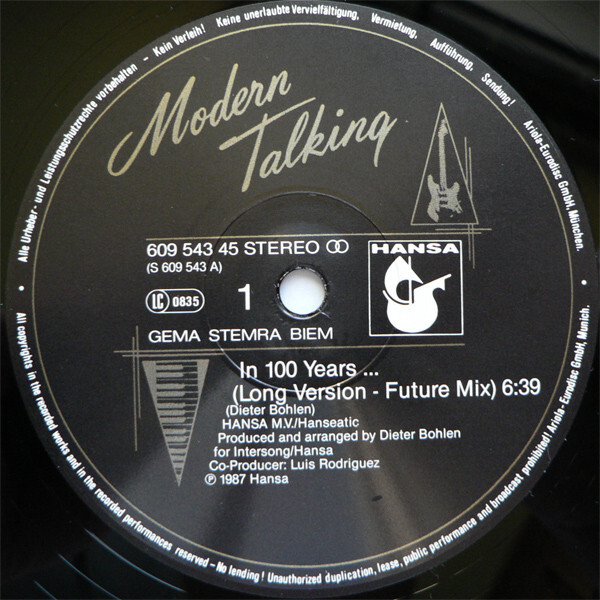 Alle Urheber- und Leistungsschutzrechte vorbehalten - Kein Verleih! Keine unerlaubte Vervielfältigung, Vermietung, Aufführung, Sendung! Ariola-Eurodisc GmbH, München.
Modern
Talking
609 543 45 STEREO
(S 609 543 A)
HANSA
LC 0835
1
GEMA STEMRA BIEM
In 100 Years ...
(Long Version - Future Mix) 6:39
(Dieter Bohlen)
HANSA M.V./Hanseatic
Produced and arranged by Dieter Bohlen
for Intersong/Hansa
Co-Producer: Luis Rodriguez
℗ 1987 Hansa
All copyrights in the recorded works and in the recorded performances reserved - No lending! Unauthorized duplication, lease, public performance and broadcast prohibited! Ariola-Eurodisc GmbH, Munich.